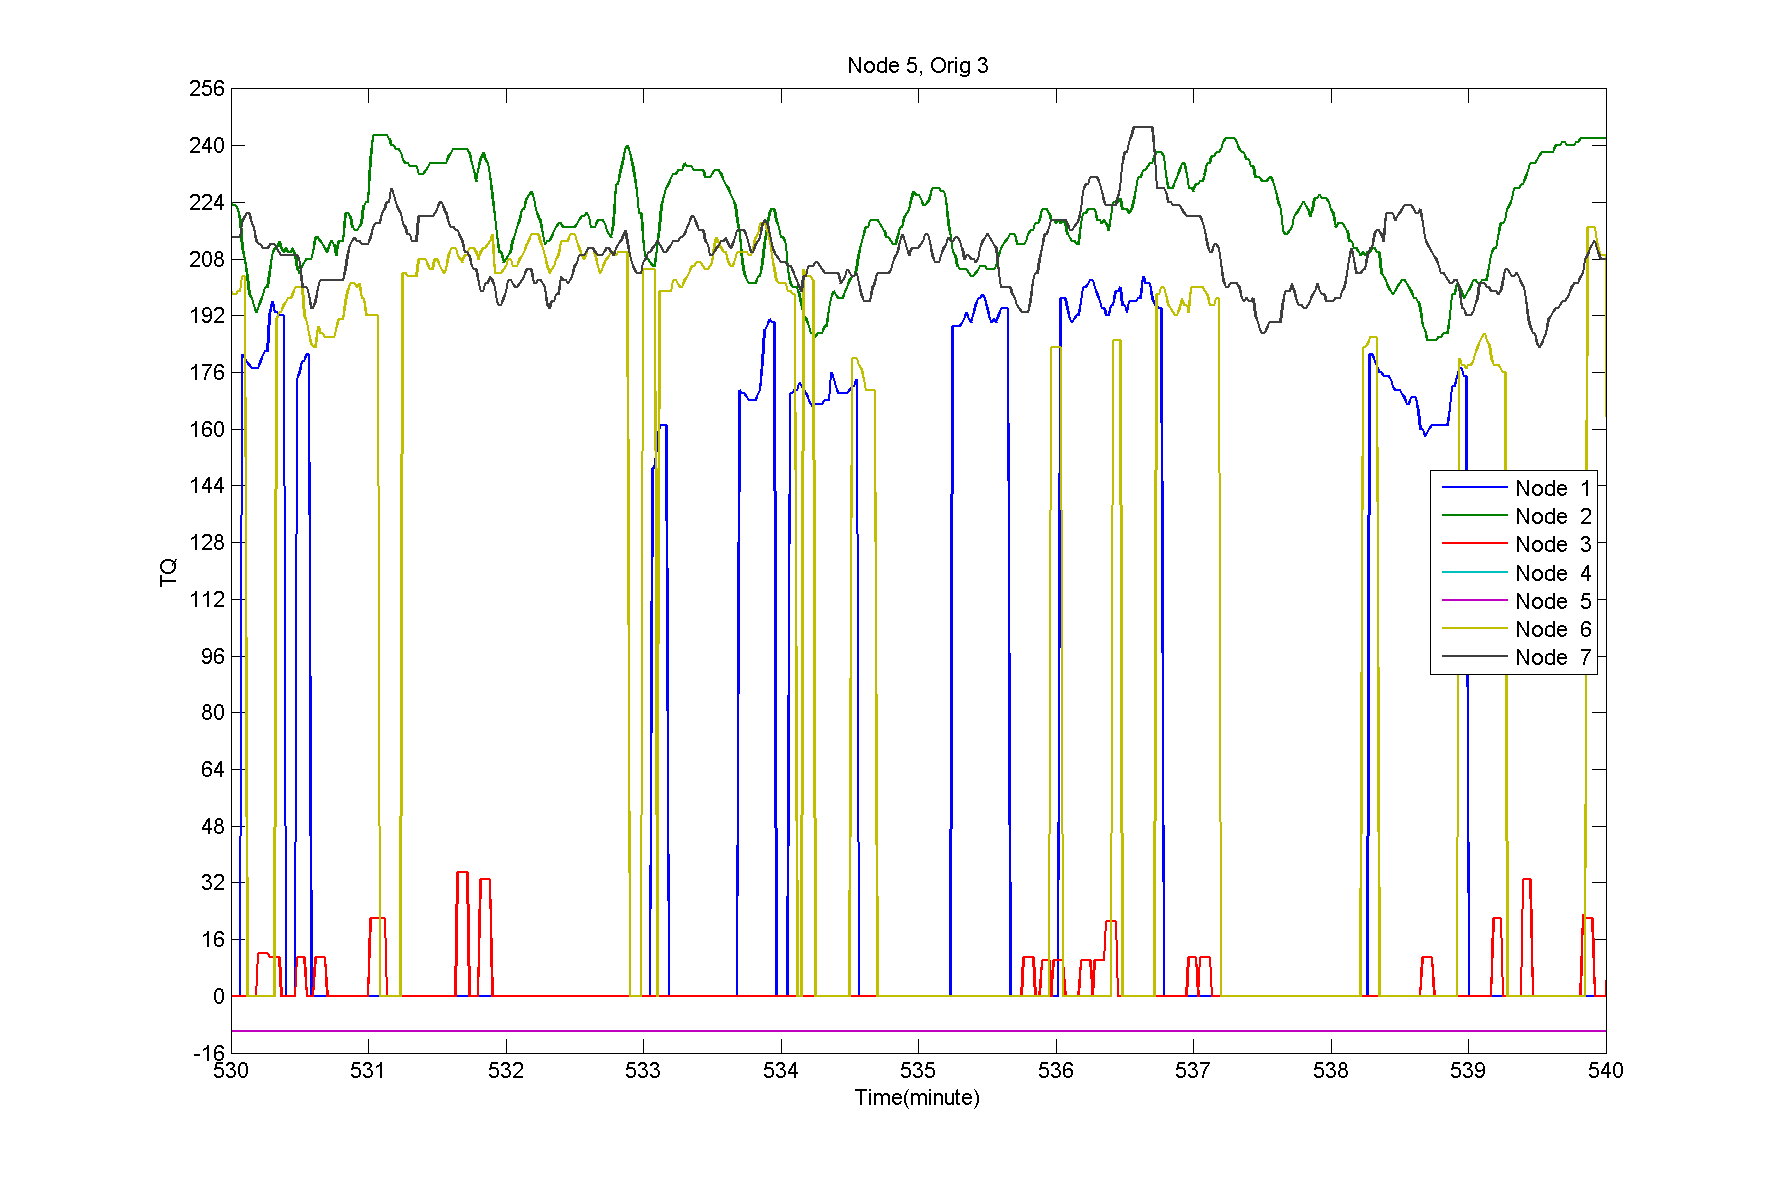 Node 5, Orig 3
256
240
224
208
192
176
160
144
128
112
96
80
64
48
32
16
0
-16
TQ
Node 1
Node 2
Node 3
Node 4
Node 5
Node 6
Node 7
530 531 532 533 534 535 536 537 538 539 540
Time(minute)